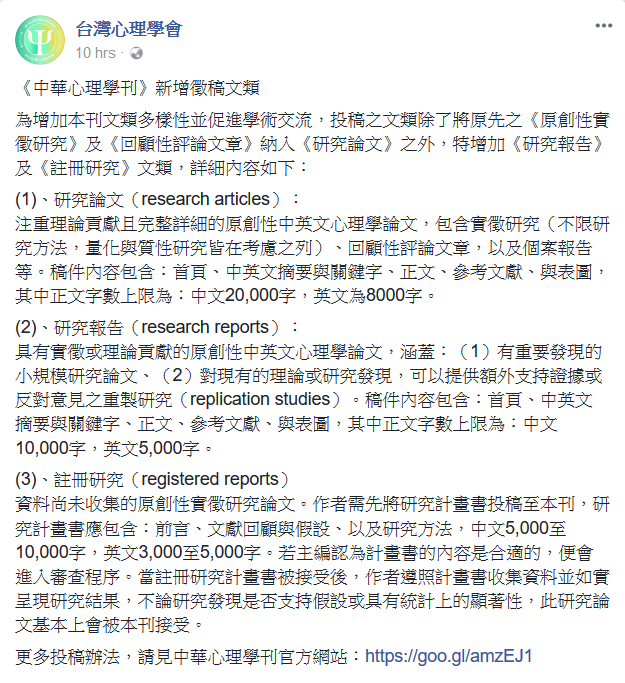 台灣心理學會
10 hrs ·
《中華心理學刊》新增徵稿文類
為增加本刊文類多樣性並促進學術交流，投稿之文類除了將原先之《原創性實
徵研究》及《回顧性評論文章》納入《研究論文》之外，特增加《研究報告》
及《註冊研究》文類，詳細內容如下：
(1)、研究論文（research articles）：
注重理論貢獻且完整詳細的原創性中英文心理學論文，包含實徵研究（不限研
究方法，量化與質性研究皆在考慮之列）、回顧性評論文章，以及個案報告
等。稿件內容包含：首頁、中英文摘要與關鍵字、正文、參考文獻、與表圖，
其中正文字數上限為：中文20,000字，英文為8000字。
(2)、研究報告（research reports）：
具有實徵或理論貢獻的原創性中英文心理學論文，涵蓋：（1）有重要發現的
小規模研究論文、（2）對現有的理論或研究發現，可以提供額外支持證據或
反對意見之重製研究（replication studies）。稿件內容包含：首頁、中英文
摘要與關鍵字、正文、參考文獻、與表圖，其中正文字數上限為：中文
10,000字，英文5,000字。
(3)、註冊研究（registered reports）
資料尚未收集的原創性實徵研究論文。作者需先將研究計畫書投稿至本刊，研
究計畫書應包含：前言、文獻回顧與假設、以及研究方法，中文5,000至
10,000字，英文3,000至5,000字。若主編認為計畫書的內容是合適的，便會
進入審查程序。當註冊研究計畫書被接受後，作者遵照計畫書收集資料並如實
呈現研究結果，不論研究發現是否支持假設或具有統計上的顯著性，此研究論
文基本上會被本刊接受。
更多投稿辦法，請見中華心理學刊官方網站：https://goo.gl/amzEJ1